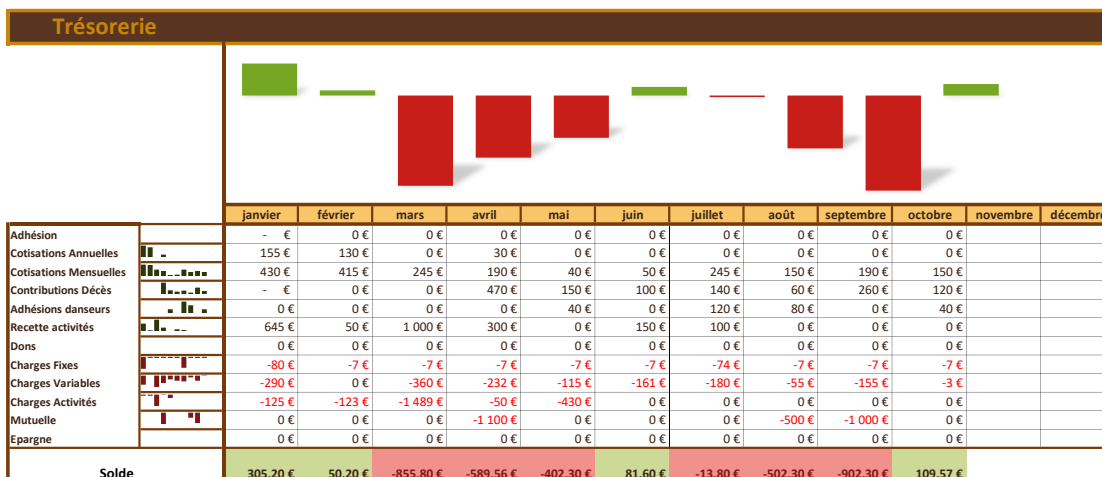 Trésorerie
janvier février mars avril mai juin juillet août septembre octobre novembre décembre
Adhésion - € 0 € 0 € 0 € 0 € 0 € 0 € 0 € 0 € 0 €
Cotisations Annuelles 155 € 130 € 0 € 30 € 0 € 0 € 0 € 0 € 0 € 0 €
Cotisations Mensuelles 430 € 415 € 245 € 190 € 40 € 50 € 245 € 150 € 190 € 150 €
Contributions Décès - € 0 € 0 € 470 € 150 € 100 € 140 € 60 € 260 € 120 €
Adhésions danseurs 0 € 0 € 0 € 0 € 40 € 0 € 120 € 80 € 0 € 40 €
Recette activités 645 € 50 € 1 000 € 300 € 0 € 150 € 100 € 0 € 0 € 0 €
Dons 0 € 0 € 0 € 0 € 0 € 0 € 0 € 0 € 0 € 0 €
Charges Fixes -80 € -7 € -7 € -7 € -7 € -7 € -74 € -7 € -7 € -7 €
Charges Variables -290 € 0 € -360 € -232 € -115 € -161 € -180 € -55 € -155 € -3 €
Charges Activités -125 € -123 € -1 489 € -50 € -430 € 0 € 0 € 0 € 0 € 0 €
Mutuelle 0 € 0 € 0 € -1 100 € 0 € 0 € 0 € -500 € -1 000 € 0 €
Epargne 0 € 0 € 0 € 0 € 0 € 0 € 0 € 0 € 0 € 0 €
Solde 305,20 € 50,20 € -855,80 € -589,56 € -402,30 € 81,60 € -13,80 € -502,30 € -902,30 € 109,57 €